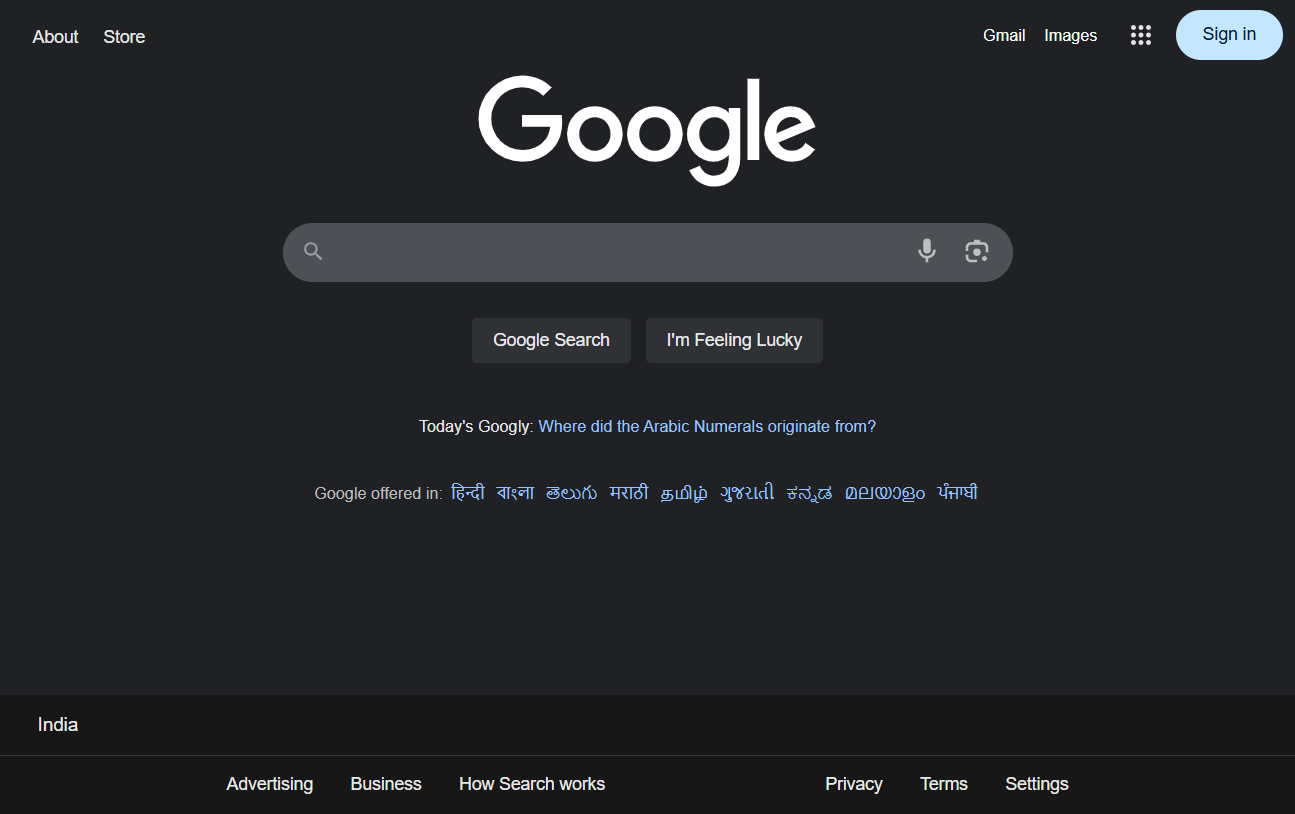 About Store Gmail Images Sign in
Google
Google Search I'm Feeling Lucky
Today's Googly: Where did the Arabic Numerals originate from?
Google offered in: हिन्दी বাংলা తెలుగు मराठी தமிழ் ગુજરાતી ಕನ್ನಡ മലയാളം ਪੰਜਾਬੀ
India
Advertising Business How Search works Privacy Terms Settings